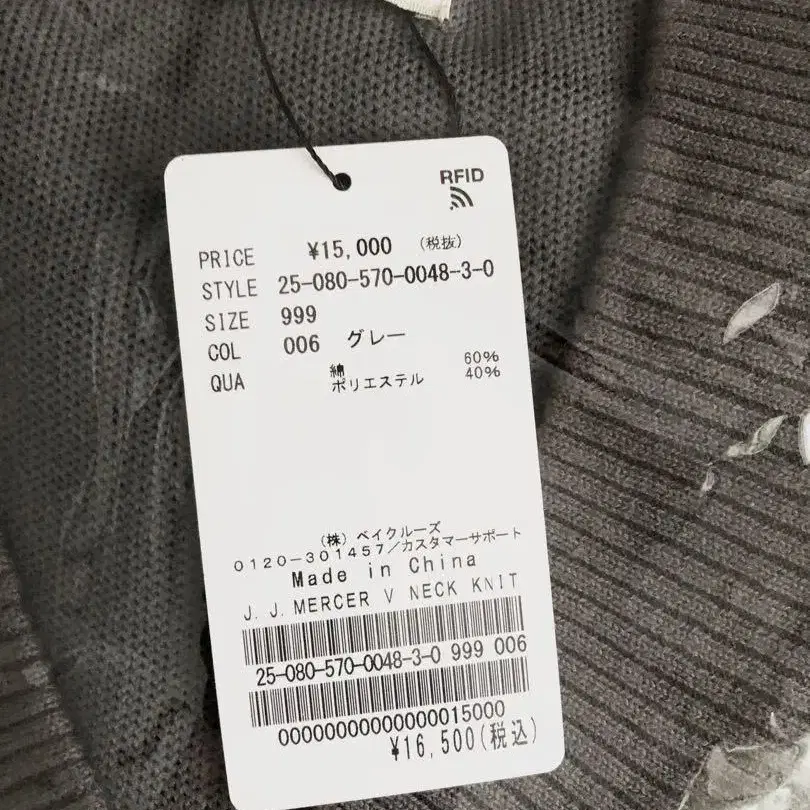 RFID
PRICE ¥15,000 (税抜)
STYLE 25-080-570-0048-3-0
SIZE 999
COL 006 グレー
QUA 綿 60%
ポリエステル 40%
(株) ベイクルーズ
0120-301457/カスタマーサポート
Made in China
J.J.MERCER V NECK KNIT
25-080-570-0048-3-0 999 006
00000000000000015000
¥16,500(税込)